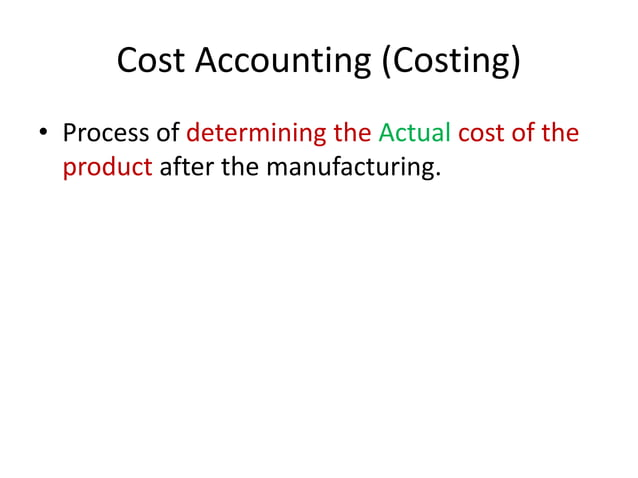 Cost Accounting (Costing)
• Process of determining the Actual cost of the
product after the manufacturing.